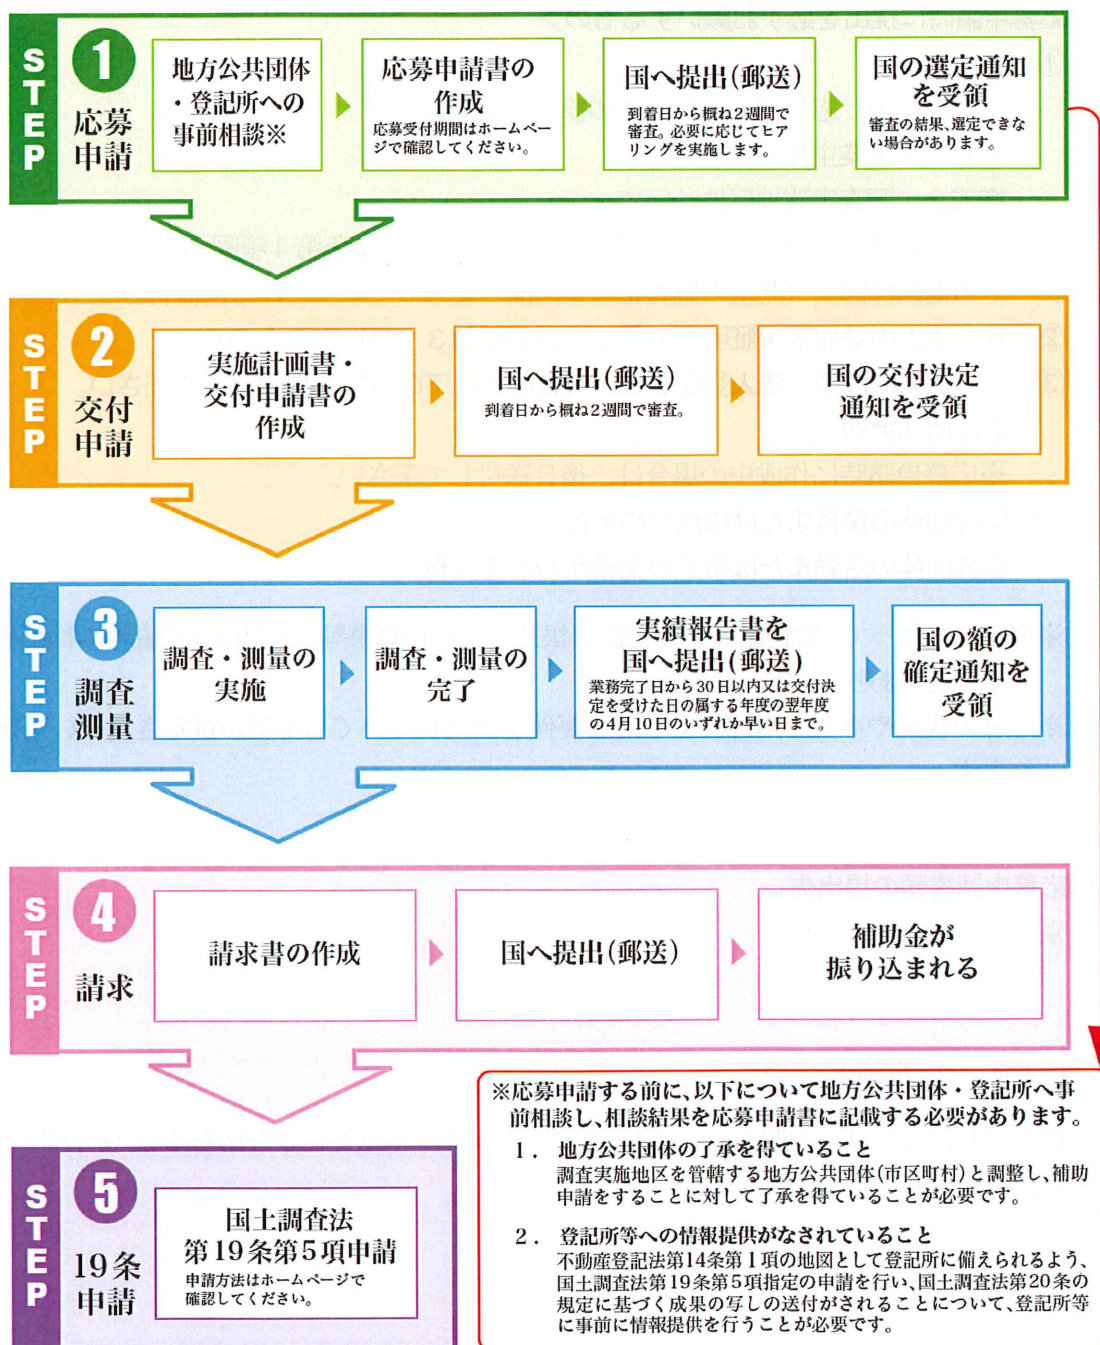 STEP
1
応募
申請
地方公共団体
・登記所への
事前相談※
応募申請書の
作成
応募受付期間はホームペー
ジで確認してください。
国へ提出(郵送)
到着日から概ね2週間で
審査。必要に応じてヒア
リングを実施します。
国の選定通知
を受領
審査の結果、選定できな
い場合があります。
STEP
2
交付
申請
実施計画書・
交付申請書の
作成
国へ提出(郵送)
到着日から概ね2週間で審査。
国の交付決定
通知を受領
STEP
3
調査
測量
調査・測量の
実施
調査・測量の
完了
実績報告書を
国へ提出(郵送)
業務完了日から30日以内又は交付決
定を受けた日の属する年度の翌年度
の4月10日のいずれか早い日まで。
国の額の
確定通知を
受領
STEP
4
請求
請求書の作成
国へ提出(郵送)
補助金が
振り込まれる
STEP
5
19条
申請
国土調査法
第19条第5項申請
申請方法はホームページで
確認してください。
※応募申請する前に、以下について地方公共団体・登記所へ事
前相談し、相談結果を応募申請書に記載する必要があります。
1. 地方公共団体の了承を得ていること
調査実施地区を管轄する地方公共団体(市区町村)と調整し、補助
申請をすることに対して了承を得ていることが必要です。
2. 登記所等への情報提供がなされていること
不動産登記法第14条第1項の地図として登記所に備えられるよう、
国土調査法第19条第5項指定の申請を行い、国土調査法第20条の
規定に基づく成果の写しの送付がされることについて、登記所等
に事前に情報提供を行うことが必要です。